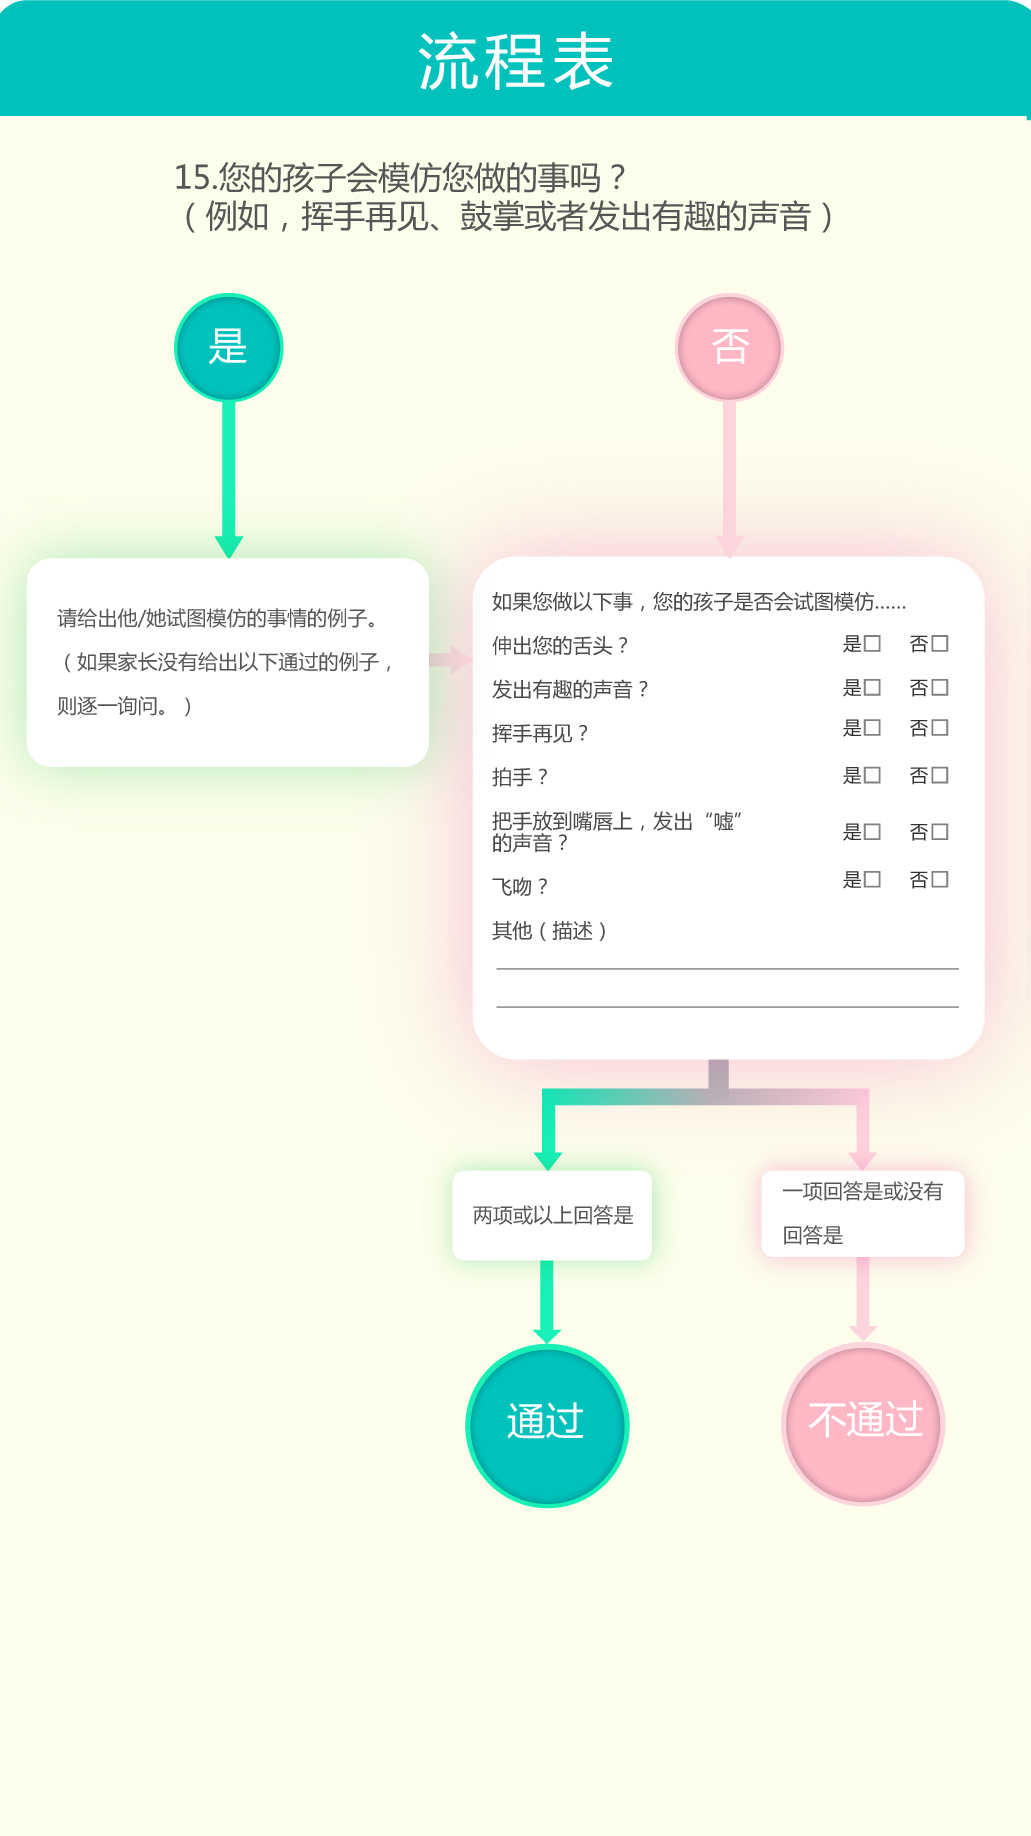 流程表
15.您的孩子会模仿您做的事吗？
（例如，挥手再见、鼓掌或者发出有趣的声音）
是
否
请给出他/她试图模仿的事情的例子。
（如果家长没有给出以下通过的例子，
则逐一询问。）
如果您做以下事，您的孩子是否会试图模仿......
伸出您的舌头？ 是□ 否□
发出有趣的声音？ 是□ 否□
挥手再见？ 是□ 否□
拍手？ 是□ 否□
把手放到嘴唇上，发出“嘘”
的声音？ 是□ 否□
飞吻？ 是□ 否□
其他（描述）
两项或以上回答是
一项回答是或没有
回答是
通过
不通过